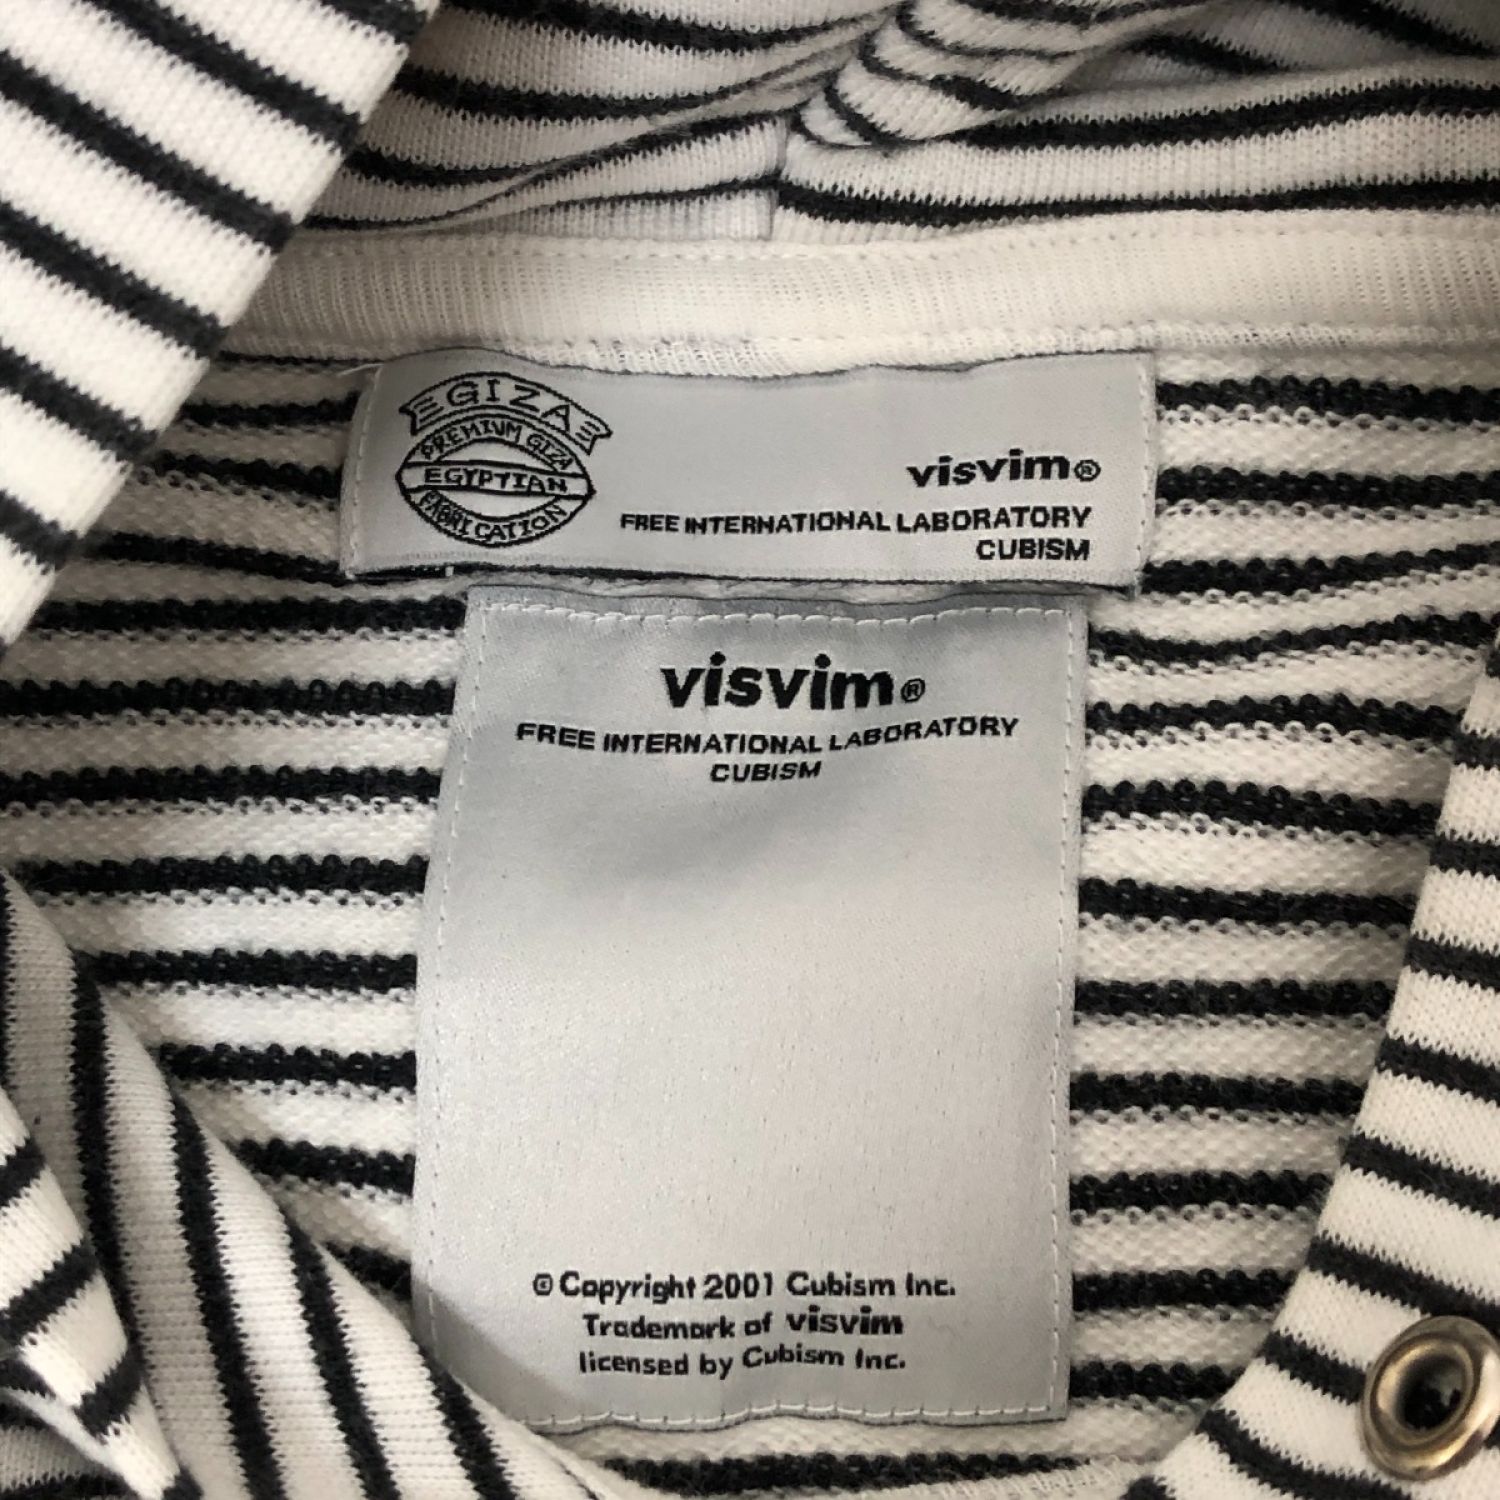 GIZA
PREMIUM GIZA
EGYPTIAN
FABRICATION
visvim®
FREE INTERNATIONAL LABORATORY
CUBISM
visvim®
FREE INTERNATIONAL LABORATORY
CUBISM
© Copyright 2001 Cubism Inc.
Trademark of visvim
licensed by Cubism Inc.